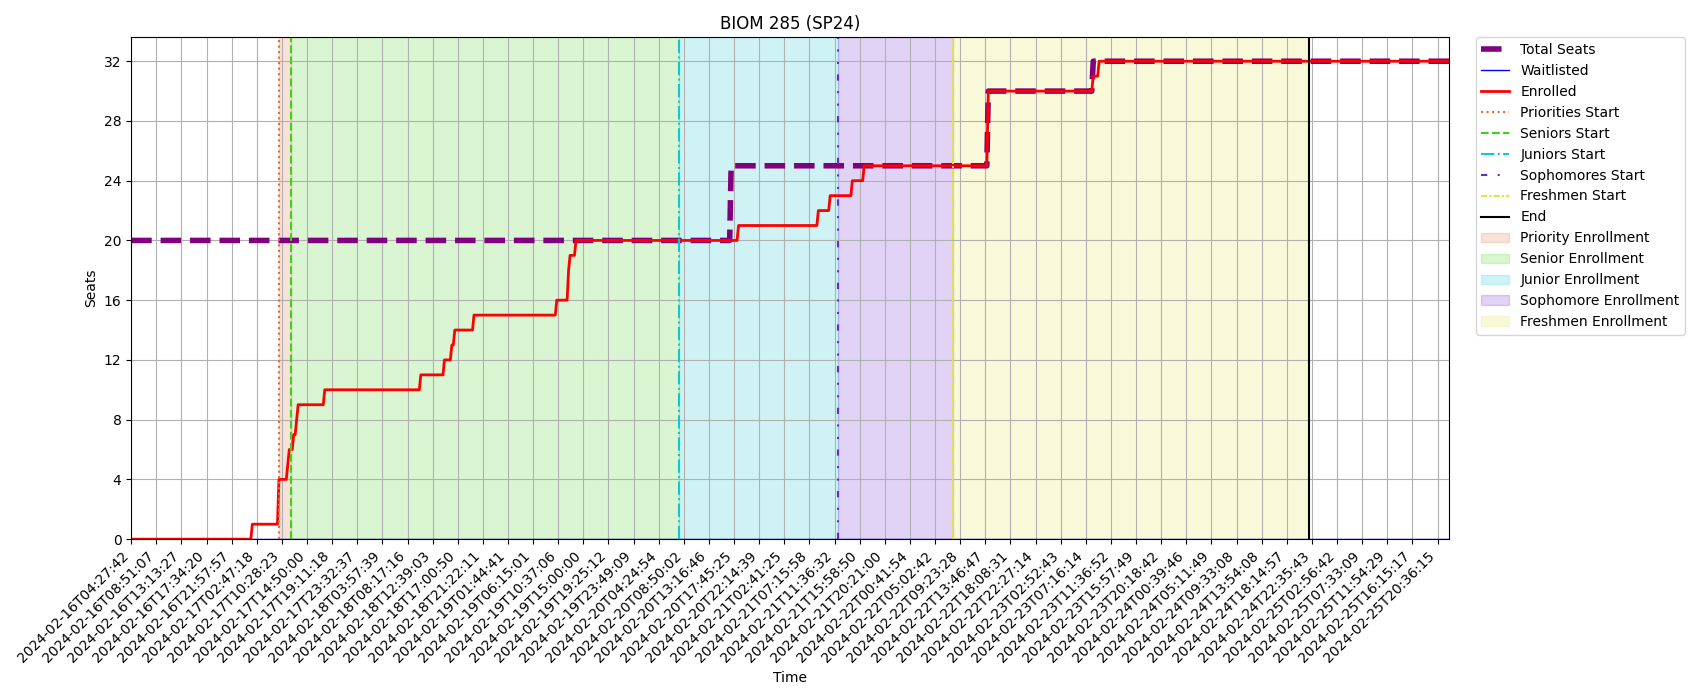 BIOM 285 (SP24)
Seats
32
28
24
20
16
12
8
4
0
2024-02-16T04:27:42
2024-02-16T08:51:07
2024-02-16T13:13:27
2024-02-16T17:34:20
2024-02-16T21:57:57
2024-02-17T02:47:18
2024-02-17T10:28:23
2024-02-17T14:50:00
2024-02-17T19:11:18
2024-02-17T23:32:37
2024-02-18T03:57:39
2024-02-18T08:17:16
2024-02-18T12:39:03
2024-02-18T17:00:50
2024-02-18T21:22:11
2024-02-19T01:44:41
2024-02-19T06:15:01
2024-02-19T10:37:06
2024-02-19T15:00:00
2024-02-19T19:25:12
2024-02-19T23:49:09
2024-02-20T04:24:54
2024-02-20T08:50:02
2024-02-20T13:16:46
2024-02-20T17:45:25
2024-02-20T22:14:39
2024-02-21T02:41:25
2024-02-21T07:15:58
2024-02-21T11:36:32
2024-02-21T15:58:50
2024-02-21T20:21:00
2024-02-22T00:41:54
2024-02-22T05:02:42
2024-02-22T09:23:28
2024-02-22T13:46:47
2024-02-22T18:08:31
2024-02-22T22:27:14
2024-02-23T02:52:43
2024-02-23T07:16:14
2024-02-23T11:36:52
2024-02-23T15:57:49
2024-02-23T20:18:42
2024-02-24T00:39:46
2024-02-24T05:11:49
2024-02-24T09:33:08
2024-02-24T13:54:08
2024-02-24T18:14:57
2024-02-24T22:35:43
2024-02-25T02:56:42
2024-02-25T07:33:09
2024-02-25T11:54:29
2024-02-25T16:15:17
2024-02-25T20:36:15
Time
Total Seats
Waitlisted
Enrolled
Priorities Start
Seniors Start
Juniors Start
Sophomores Start
Freshmen Start
End
Priority Enrollment
Senior Enrollment
Junior Enrollment
Sophomore Enrollment
Freshmen Enrollment